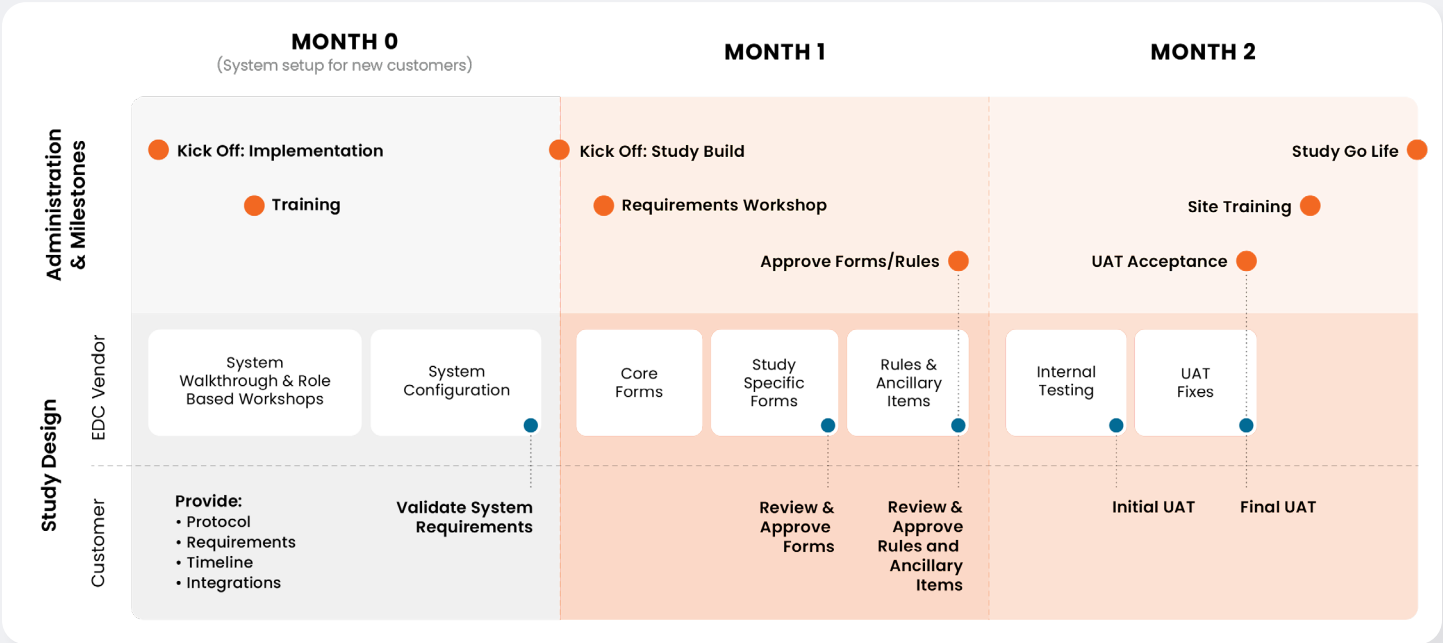 MONTH 0
(System setup for new customers)
MONTH 1
MONTH 2
Administration
& Milestones
Kick Off: Implementation
Training
Kick Off: Study Build
Requirements Workshop
Approve Forms/Rules
Study Go Life
Site Training
UAT Acceptance
Study Design
EDC Vendor
System
Walkthrough & Role
Based Workshops
System
Configuration
Core
Forms
Study
Specific
Forms
Rules &
Ancillary
Items
Internal
Testing
UAT
Fixes
Customer
Provide:
• Protocol
• Requirements
• Timeline
• Integrations
Validate System
Requirements
Review &
Approve
Forms
Review &
Approve
Rules and
Ancillary
Items
Initial UAT
Final UAT